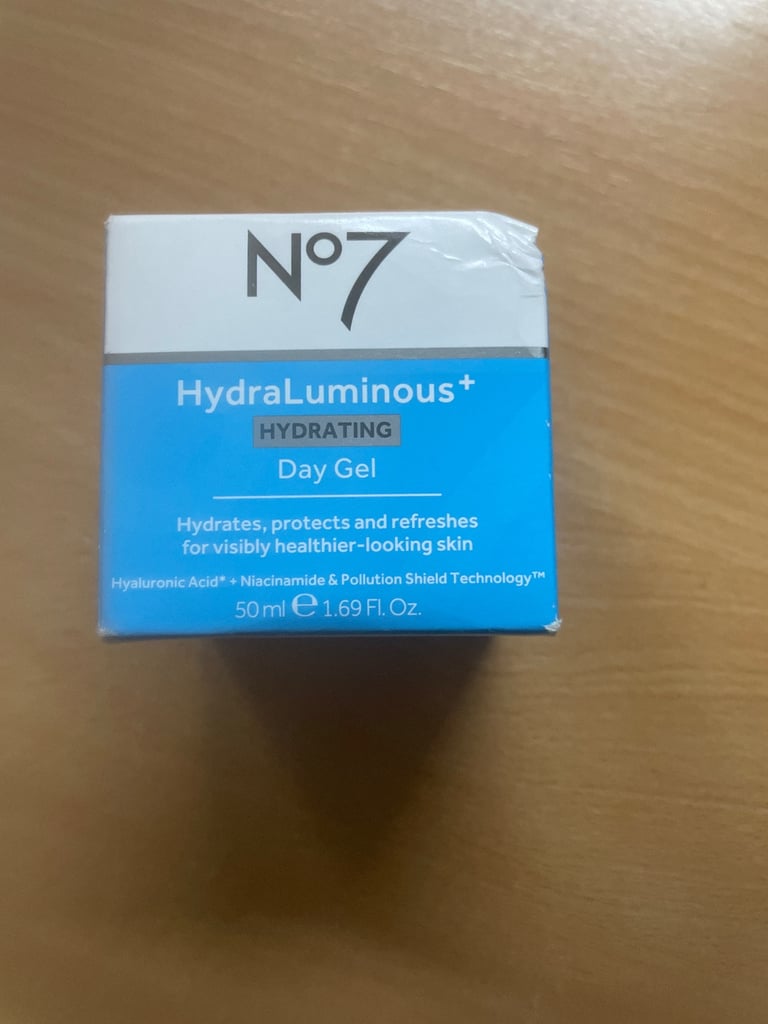 Nº7
HydraLuminous+
HYDRATING
Day Gel
Hydrates, protects and refreshes
for visibly healthier-looking skin
Hyaluronic Acid* + Niacinamide & Pollution Shield Technology™
50 ml ℮ 1.69 Fl. Oz.